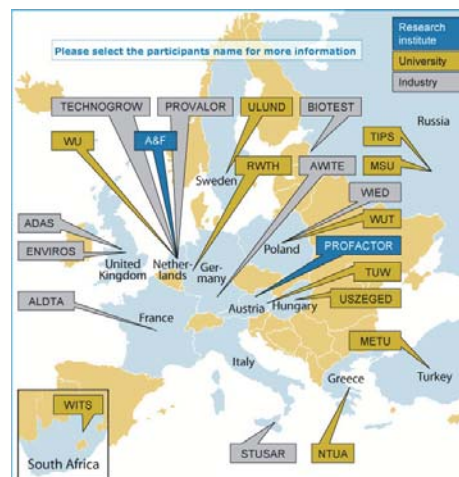 Please select the participants name for more information
Research
institute
University
Industry
TECHNOGROW
PROVALOR
ULUND
BIOTEST
Russia
WU
A&F
RWTH
AWITE
TIPS
MSU
Sweden
WIED
ADAS
WUT
ENVIROS
United
Kingdom
Nether-
lands
Ger-
many
Poland
PROFACTOR
TUW
ALDTA
France
Austria
Hungary
USZEGED
Italy
METU
Greece
Turkey
WITS
South Africa
STUSAR
NTUA